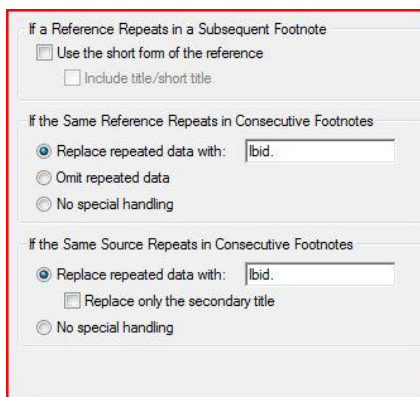 If a Reference Repeats in a Subsequent Footnote
Use the short form of the reference
Include title/short title
If the Same Reference Repeats in Consecutive Footnotes
Replace repeated data with: Ibid.
Omit repeated data
No special handling
If the Same Source Repeats in Consecutive Footnotes
Replace repeated data with: Ibid.
Replace only the secondary title
No special handling